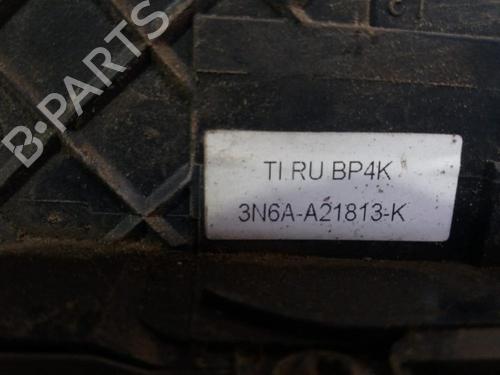 B-PARTS
TI RU BP4K
3N6A-A21813-K